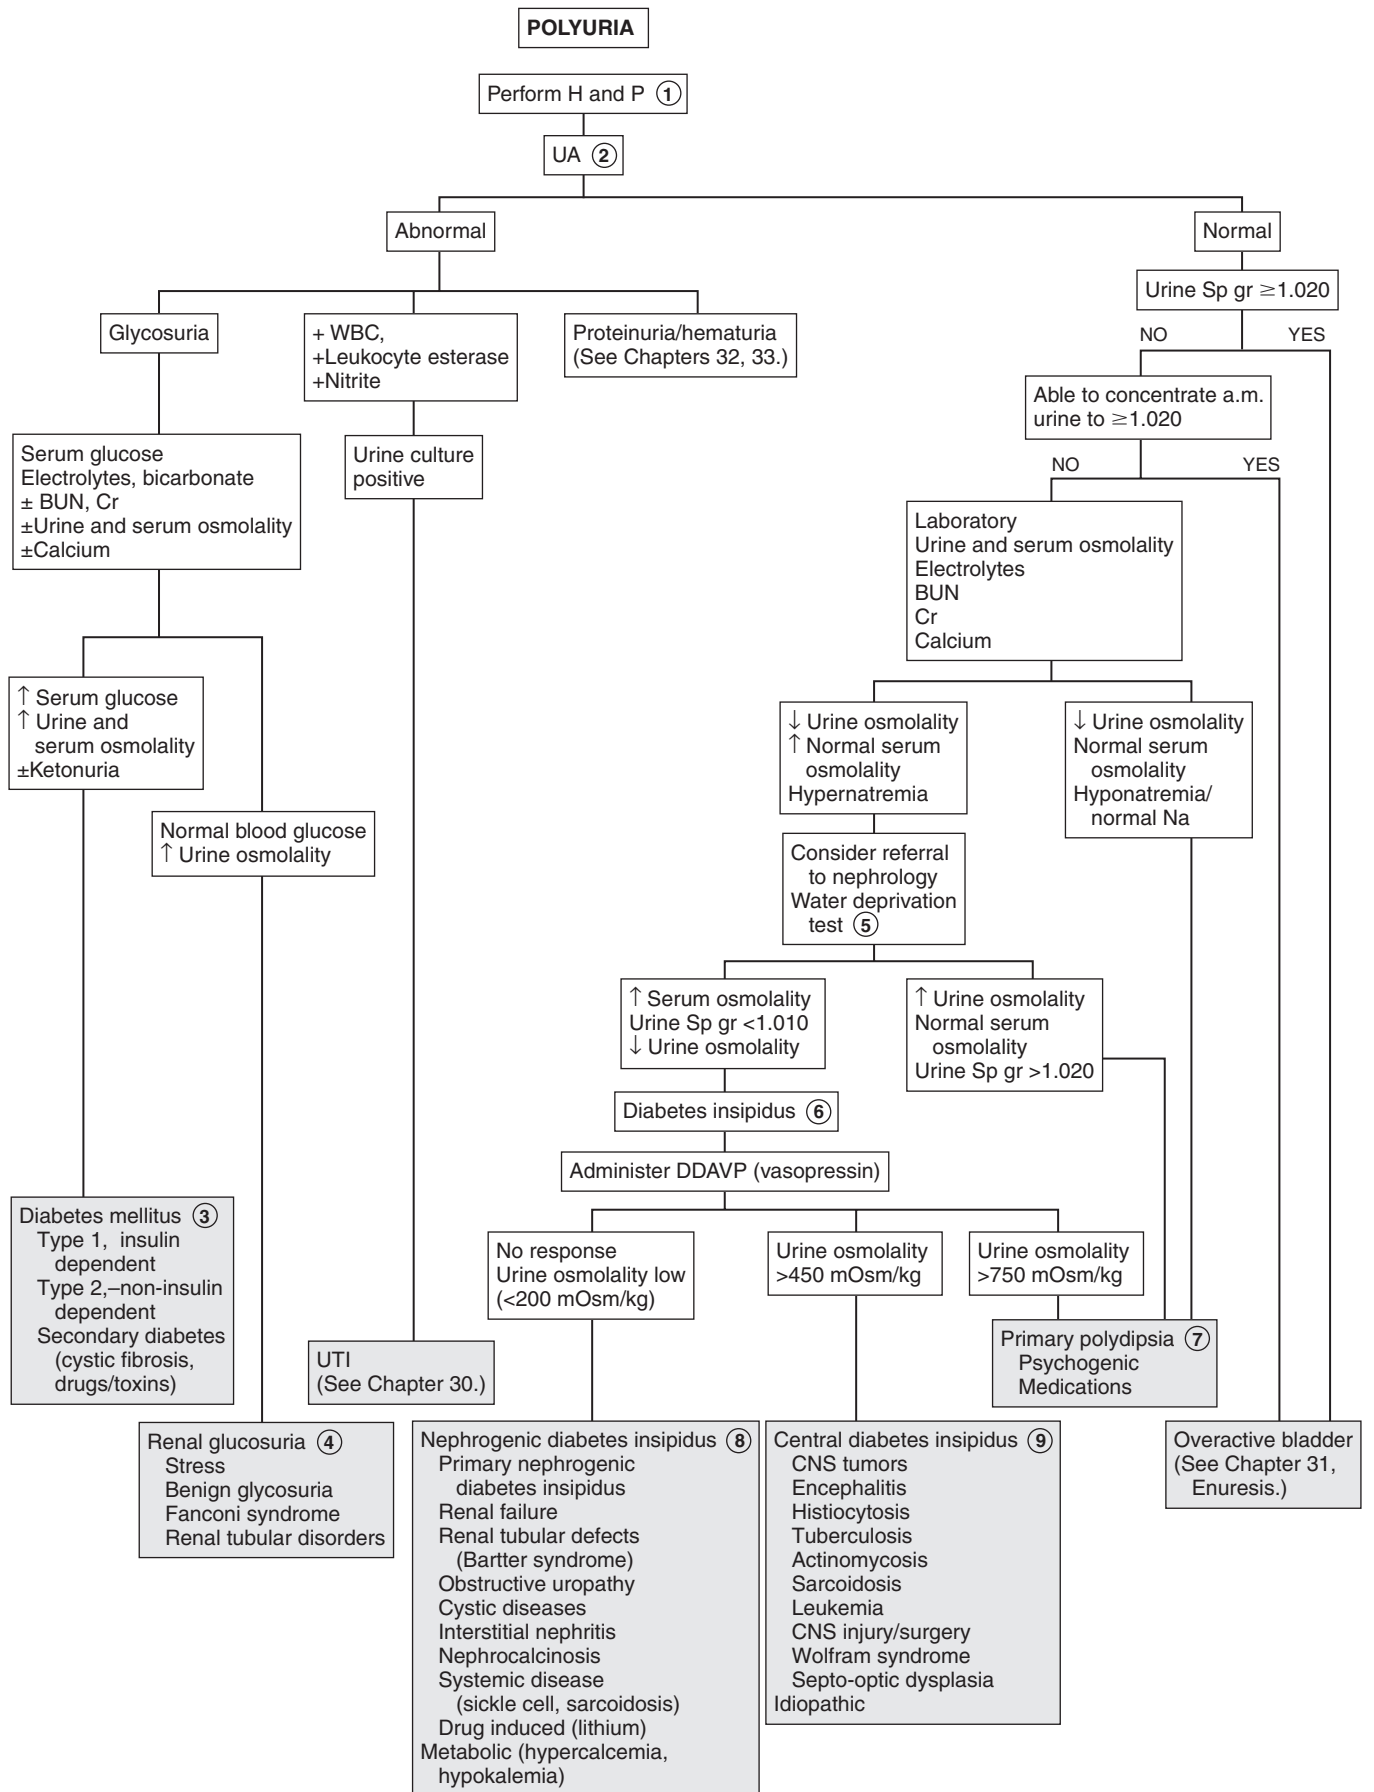 POLYURIA
Perform H and P 1
UA 2
Abnormal
Normal
Urine Sp gr ≥1.020
NO
YES
Glycosuria
+ WBC,
+Leukocyte esterase
+Nitrite
Proteinuria/hematuria
(See Chapters 32, 33.)
Able to concentrate a.m.
urine to ≥1.020
NO
YES
Serum glucose
Electrolytes, bicarbonate
± BUN, Cr
±Urine and serum osmolality
±Calcium
Urine culture
positive
Laboratory
Urine and serum osmolality
Electrolytes
BUN
Cr
Calcium
↑ Serum glucose
↑ Urine and
serum osmolality
±Ketonuria
Normal blood glucose
↑ Urine osmolality
↓ Urine osmolality
↑ Normal serum
osmolality
Hypernatremia
↓ Urine osmolality
Normal serum
osmolality
Hyponatremia/
normal Na
Consider referral
to nephrology
Water deprivation
test 5
↑ Serum osmolality
Urine Sp gr <1.010
↓ Urine osmolality
↑ Urine osmolality
Normal serum
osmolality
Urine Sp gr >1.020
Diabetes insipidus 6
Administer DDAVP (vasopressin)
No response
Urine osmolality low
(<200 mOsm/kg)
Urine osmolality
>450 mOsm/kg
Urine osmolality
>750 mOsm/kg
Diabetes mellitus 3
Type 1, insulin
dependent
Type 2,–non-insulin
dependent
Secondary diabetes
(cystic fibrosis,
drugs/toxins)
Renal glucosuria 4
Stress
Benign glycosuria
Fanconi syndrome
Renal tubular disorders
UTI
(See Chapter 30.)
Primary polydipsia 7
Psychogenic
Medications
Nephrogenic diabetes insipidus 8
Primary nephrogenic
diabetes insipidus
Renal failure
Renal tubular defects
(Bartter syndrome)
Obstructive uropathy
Cystic diseases
Interstitial nephritis
Nephrocalcinosis
Systemic disease
(sickle cell, sarcoidosis)
Drug induced (lithium)
Metabolic (hypercalcemia,
hypokalemia)
Central diabetes insipidus 9
CNS tumors
Encephalitis
Histiocytosis
Tuberculosis
Actinomycosis
Sarcoidosis
Leukemia
CNS injury/surgery
Wolfram syndrome
Septo-optic dysplasia
Idiopathic
Overactive bladder
(See Chapter 31,
Enuresis.)